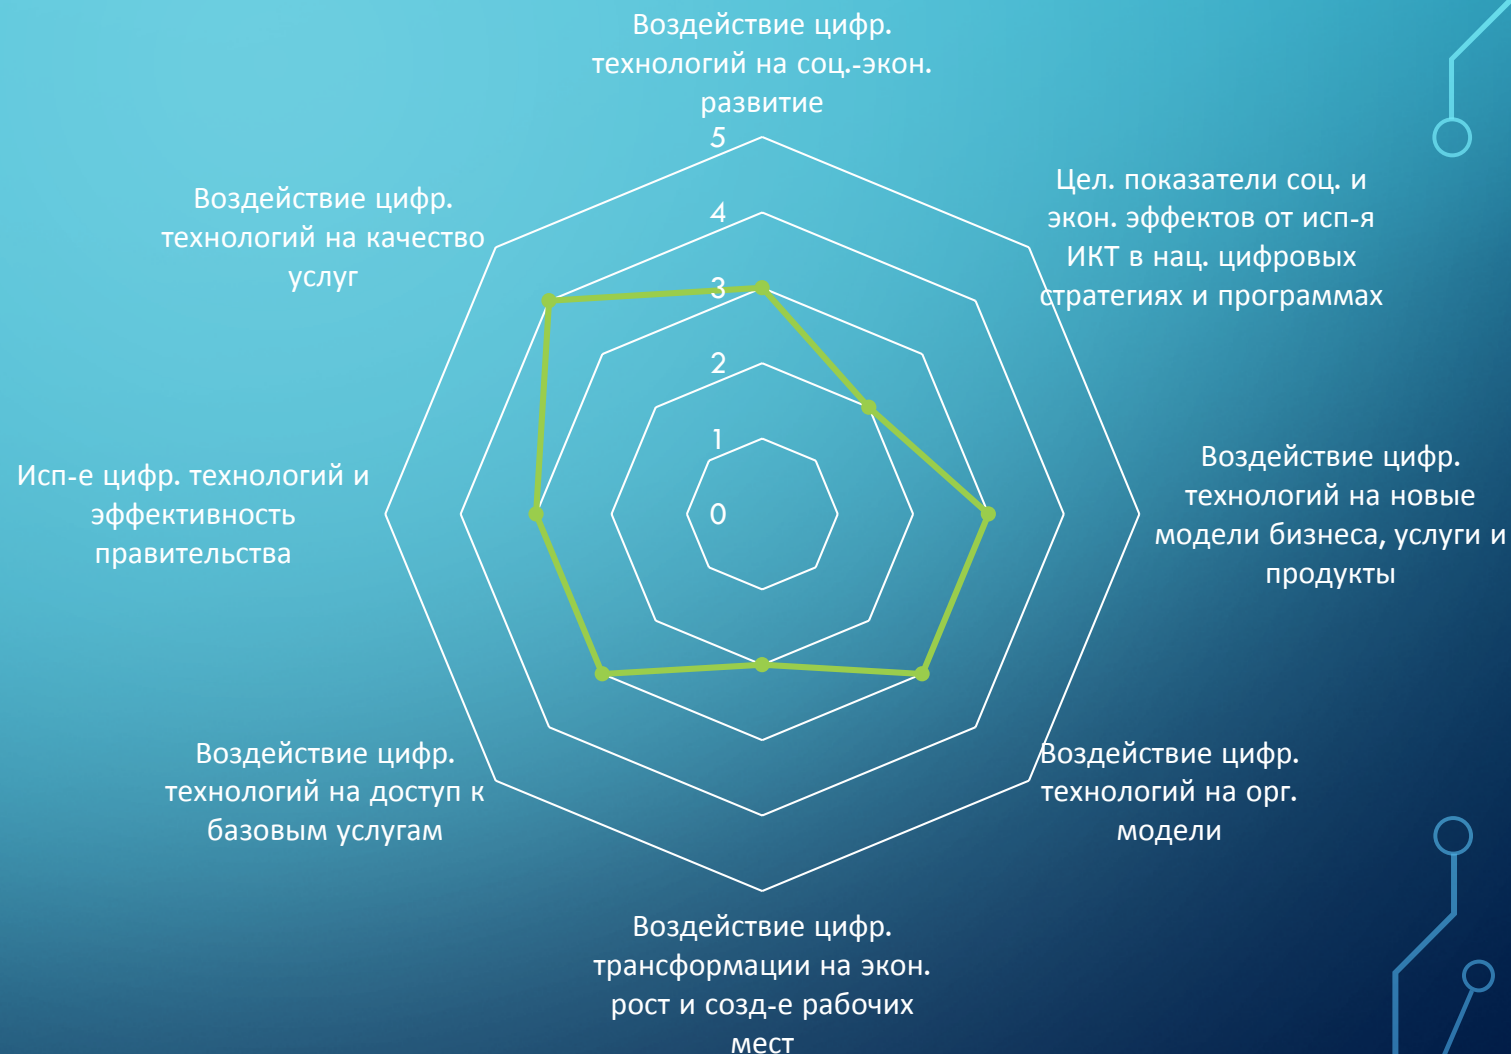 Воздействие цифр.
технологий на соц.-экон.
развитие
5
4
3
2
1
0
Цел. показатели соц. и
экон. эффектов от исп-я
ИКТ в нац. цифровых
стратегиях и программах
Воздействие цифр.
технологий на новые
модели бизнеса, услуги и
продукты
Воздействие цифр.
технологий на орг.
модели
Воздействие цифр.
трансформации на экон.
рост и созд-е рабочих
мест
Воздействие цифр.
технологий на доступ к
базовым услугам
Исп-е цифр. технологий и
эффективность
правительства
Воздействие цифр.
технологий на качество
услуг